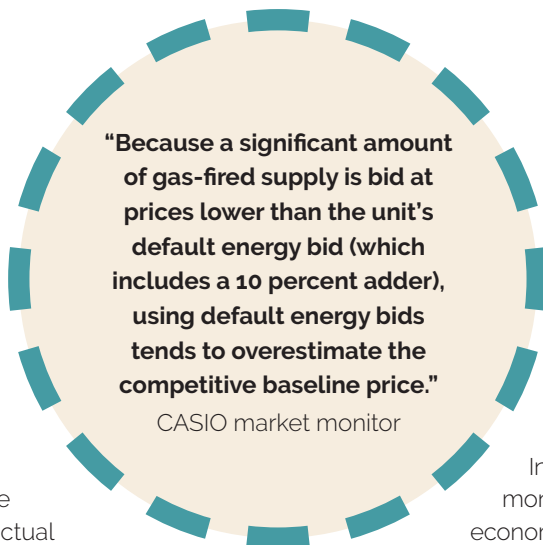 “Because a significant amount
of gas-fired supply is bid at
prices lower than the unit’s
default energy bid (which
includes a 10 percent adder),
using default energy bids
tends to overestimate the
competitive baseline price.”
CASIO market monitor